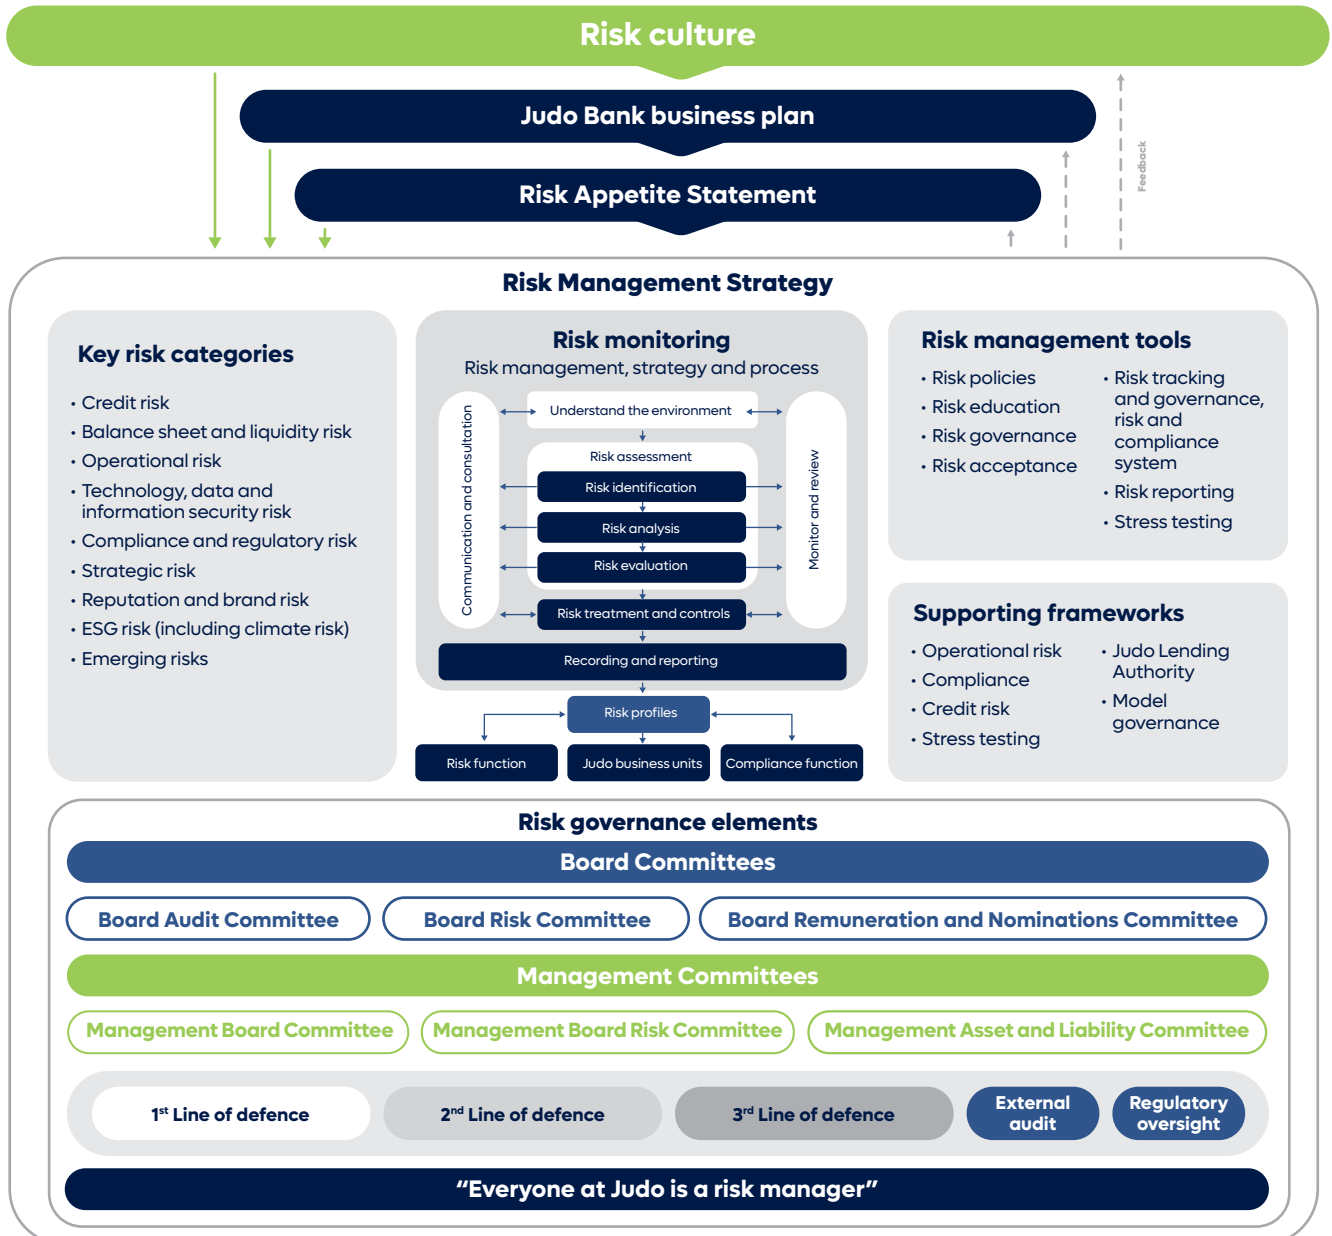 Risk culture
Judo Bank business plan
Risk Appetite Statement
Feedback
Risk Management Strategy
Key risk categories
• Credit risk
• Balance sheet and liquidity risk
• Operational risk
• Technology, data and
information security risk
• Compliance and regulatory risk
• Strategic risk
• Reputation and brand risk
• ESG risk (including climate risk)
• Emerging risks
Risk monitoring
Risk management, strategy and process
Communication and consultation
Understand the environment
Risk assessment
Risk identification
Risk analysis
Risk evaluation
Risk treatment and controls
Monitor and review
Recording and reporting
Risk profiles
Risk function
Judo business units
Compliance function
Risk management tools
• Risk policies
• Risk education
• Risk governance
• Risk acceptance
• Risk tracking
and governance,
risk and
compliance
system
• Risk reporting
• Stress testing
Supporting frameworks
• Operational risk
• Compliance
• Credit risk
• Stress testing
• Judo Lending
Authority
• Model
governance
Risk governance elements
Board Committees
Board Audit Committee
Board Risk Committee
Board Remuneration and Nominations Committee
Management Committees
Management Board Committee
Management Board Risk Committee
Management Asset and Liability Committee
1st Line of defence
2nd Line of defence
3rd Line of defence
External
audit
Regulatory
oversight
“Everyone at Judo is a risk manager”